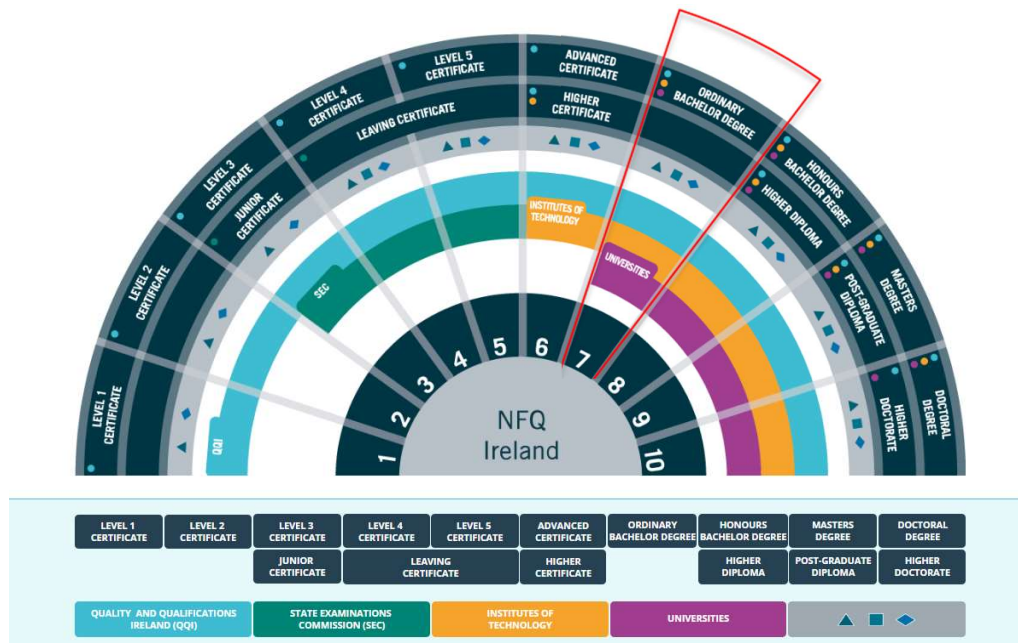 LEVEL 1
CERTIFICATE
LEVEL 2
CERTIFICATE
LEVEL 3
CERTIFICATE
JUNIOR
CERTIFICATE
LEVEL 4
CERTIFICATE
LEAVING CERTIFICATE
LEVEL 5
CERTIFICATE
ADVANCED
CERTIFICATE
HIGHER
CERTIFICATE
ORDINARY
BACHELOR DEGREE
HONOURS
BACHELOR DEGREE
HIGHER DIPLOMA
MASTERS
DEGREE
POST-GRADUATE
DIPLOMA
DOCTORAL
DEGREE
HIGHER
DOCTORATE
QQI
SEC
INSTITUTES OF
TECHNOLOGY
UNIVERSITIES
1
2
3
4
5
6
7
8
9
10
NFQ
Ireland
LEVEL 1
CERTIFICATE
LEVEL 2
CERTIFICATE
LEVEL 3
CERTIFICATE
LEVEL 4
CERTIFICATE
LEVEL 5
CERTIFICATE
ADVANCED
CERTIFICATE
ORDINARY
BACHELOR DEGREE
HONOURS
BACHELOR DEGREE
MASTERS
DEGREE
DOCTORAL
DEGREE
JUNIOR
CERTIFICATE
LEAVING
CERTIFICATE
HIGHER
CERTIFICATE
HIGHER
DIPLOMA
POST-GRADUATE
DIPLOMA
HIGHER
DOCTORATE
QUALITY AND QUALIFICATIONS
IRELAND (QQI)
STATE EXAMINATIONS
COMMISSION (SEC)
INSTITUTES OF
TECHNOLOGY
UNIVERSITIES